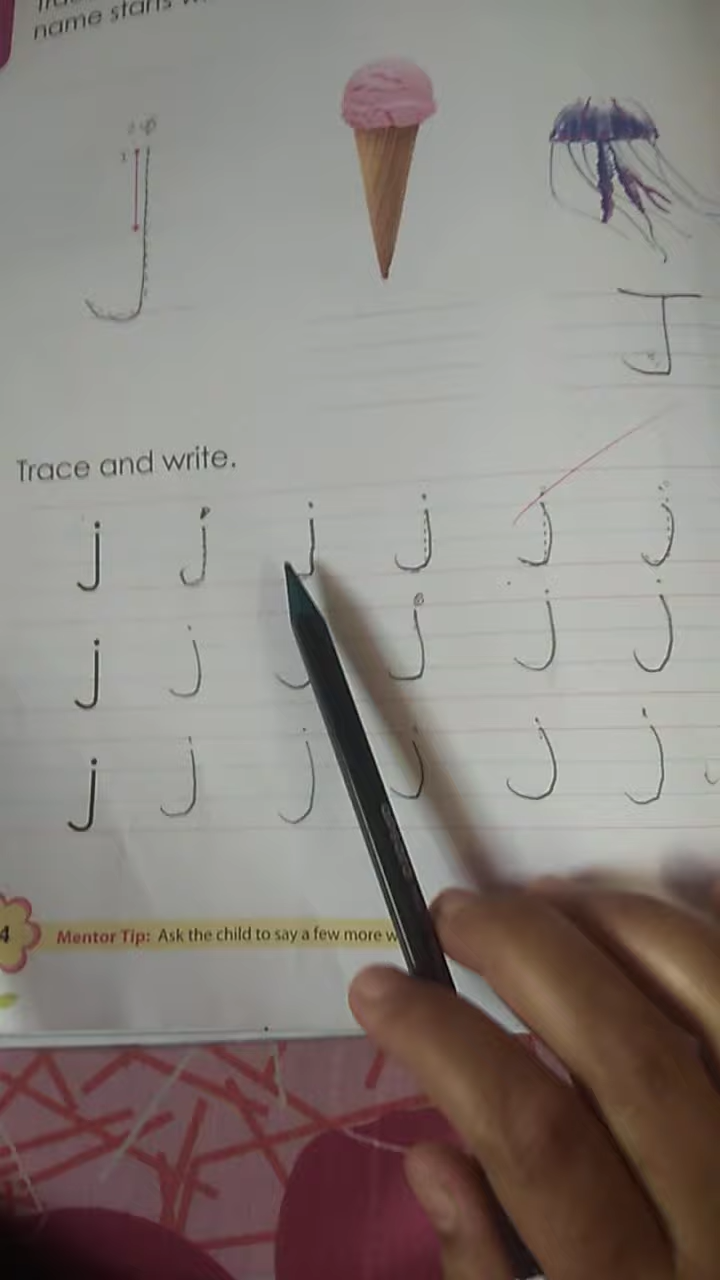 name starts
j
J
Trace and write.
j j j j j j
j j j j j j
j j j j j j
4 Mentor Tip: Ask the child to say a few more w